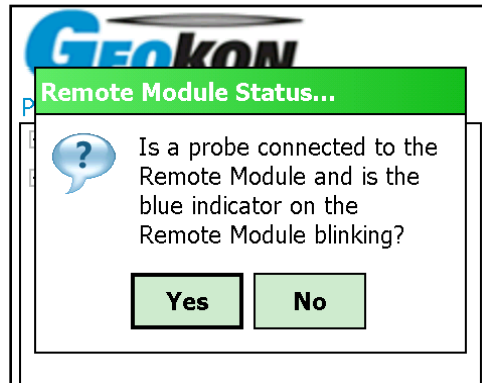 GEOKON
P
Remote Module Status...
?
Is a probe connected to the
Remote Module and is the
blue indicator on the
Remote Module blinking?
Yes
No